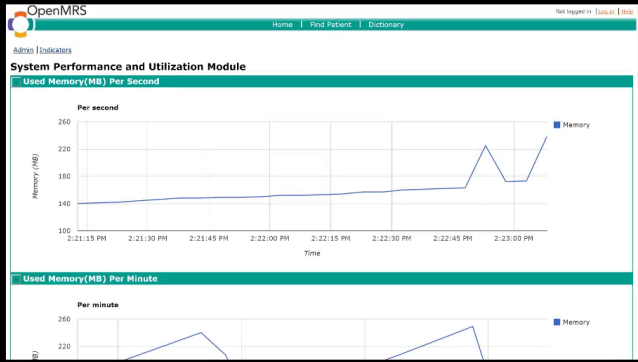 OpenMRS
Not logged in | Log in | Help
Home | Find Patient | Dictionary
Admin | Indicators
System Performance and Utilization Module
Used Memory(MB) Per Second
Per second
260
220
180
140
100
Memory (MB)
Memory
2:21:15 PM 2:21:30 PM 2:21:45 PM 2:22:00 PM 2:22:15 PM 2:22:30 PM 2:22:45 PM 2:23:00 PM
Time
Used Memory(MB) Per Minute
Per minute
260
220
Memory